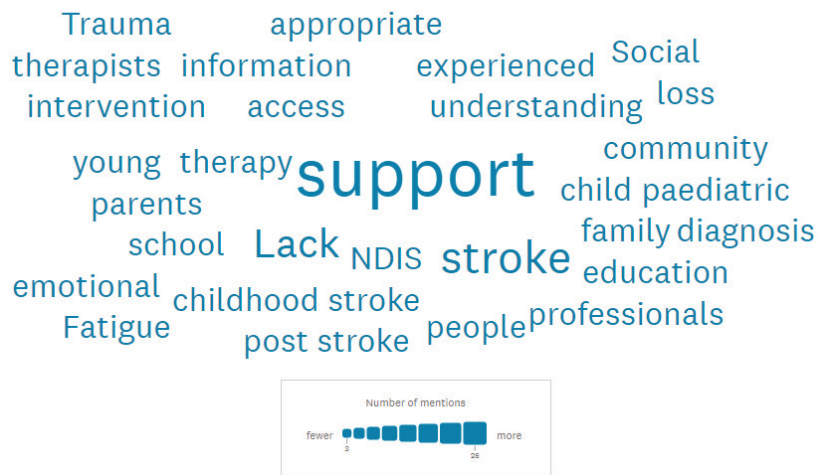 Trauma appropriate
therapists information experienced Social
intervention access understanding loss
young therapy support community
parents child paediatric
school Lack NDIS stroke family diagnosis
emotional childhood stroke education
Fatigue post stroke people professionals
Number of mentions
fewer more
3 28